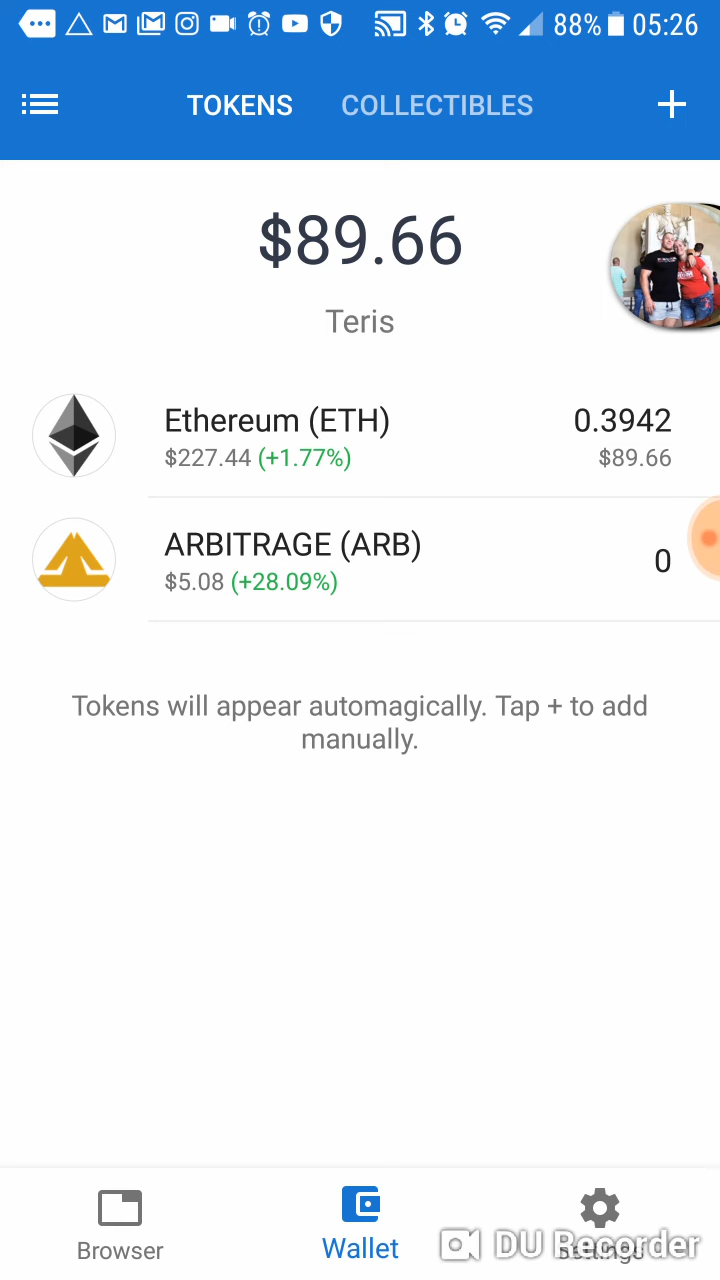 88% 05:26
TOKENS COLLECTIBLES +
$89.66
Teris
Ethereum (ETH) 0.3942
$227.44 (+1.77%) $89.66
ARBITRAGE (ARB) 0
$5.08 (+28.09%)
Tokens will appear automagically. Tap + to add
manually.
Browser Wallet Settings
DU Recorder